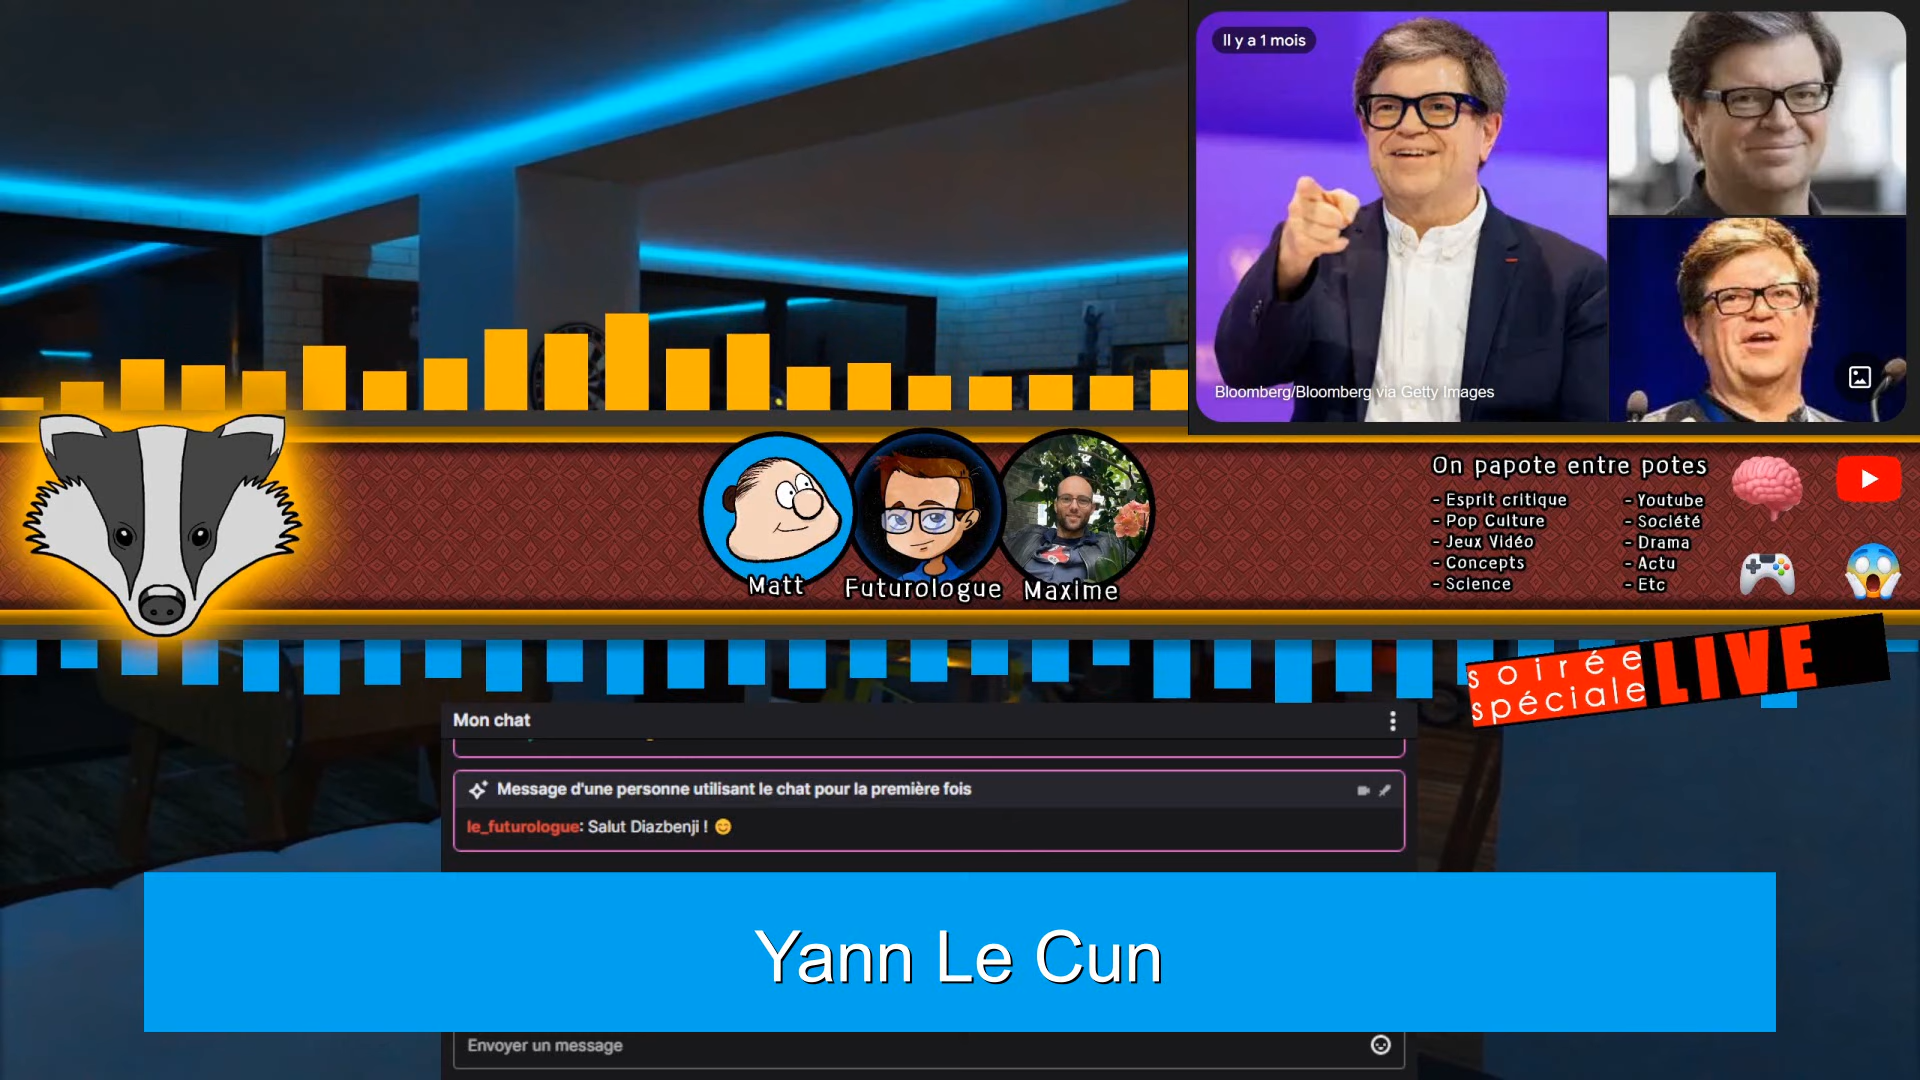 Il y a 1 mois
Bloomberg/Bloomberg via Getty Images
On papote entre potes
- Esprit critique
- Pop Culture
- Jeux Vidéo
- Concepts
- Science
- Youtube
- Société
- Drama
- Actu
- Etc
Matt
Futurologue
Maxime
soirée
spéciale
LIVE
Mon chat
Message d'une personne utilisant le chat pour la première fois
le_futurologue: Salut Diazbenji ! 😊
Yann Le Cun
Envoyer un message